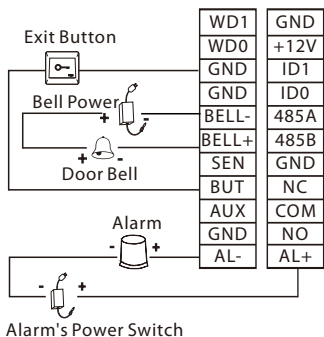 Exit Button
Bell Power
+ -
+ -
Door Bell
Alarm
- +
- +
Alarm's Power Switch
WD1 GND
WD0 +12V
GND ID1
GND ID0
BELL- 485A
BELL+ 485B
SEN GND
BUT NC
AUX COM
GND NO
AL- AL+